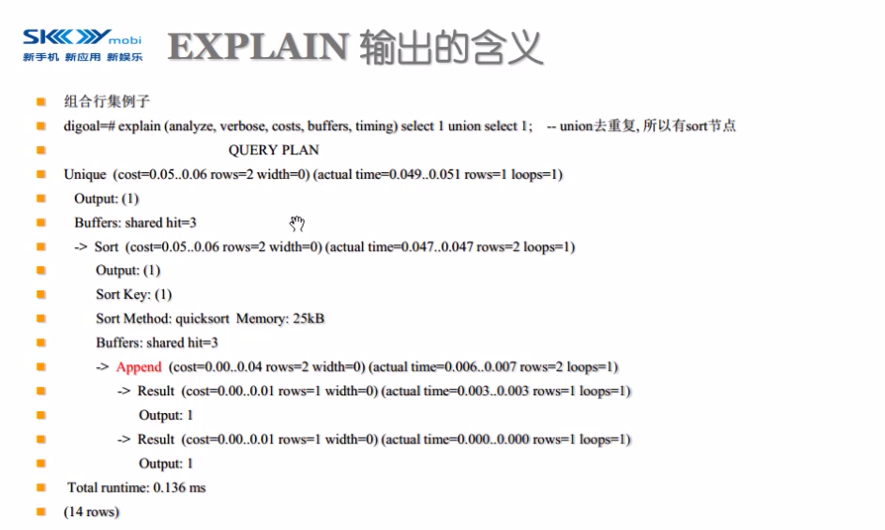 SKYmobi
新手机 新应用 新娱乐
EXPLAIN 输出的含义
组合行集例子
digoal=# explain (analyze, verbose, costs, buffers, timing) select 1 union select 1; -- union去重复, 所以有sort节点
QUERY PLAN
Unique (cost=0.05..0.06 rows=2 width=0) (actual time=0.049..0.051 rows=1 loops=1)
Output: (1)
Buffers: shared hit=3
-> Sort (cost=0.05..0.06 rows=2 width=0) (actual time=0.047..0.047 rows=2 loops=1)
Output: (1)
Sort Key: (1)
Sort Method: quicksort Memory: 25kB
Buffers: shared hit=3
-> Append (cost=0.00..0.04 rows=2 width=0) (actual time=0.006..0.007 rows=2 loops=1)
-> Result (cost=0.00..0.01 rows=1 width=0) (actual time=0.003..0.003 rows=1 loops=1)
Output: 1
-> Result (cost=0.00..0.01 rows=1 width=0) (actual time=0.000..0.000 rows=1 loops=1)
Output: 1
Total runtime: 0.136 ms
(14 rows)